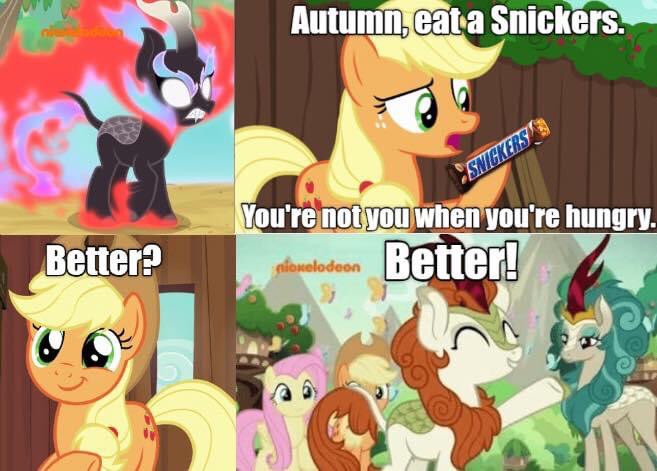 nickelodeon
Autumn, eat a Snickers.
SNICKERS
You're not you when you're hungry.
Better?
nickelodeon
Better!